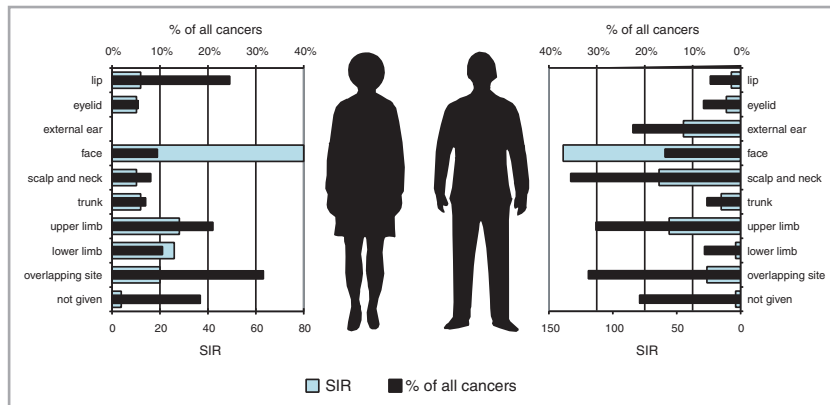 % of all cancers
0% 10% 20% 30% 40%
lip
eyelid
external ear
face
scalp and neck
trunk
upper limb
lower limb
overlapping site
not given
0 20 40 60 80
SIR
% of all cancers
40% 30% 20% 10% 0%
lip
eyelid
external ear
face
scalp and neck
trunk
upper limb
lower limb
overlapping site
not given
150 100 50 0
SIR
SIR % of all cancers